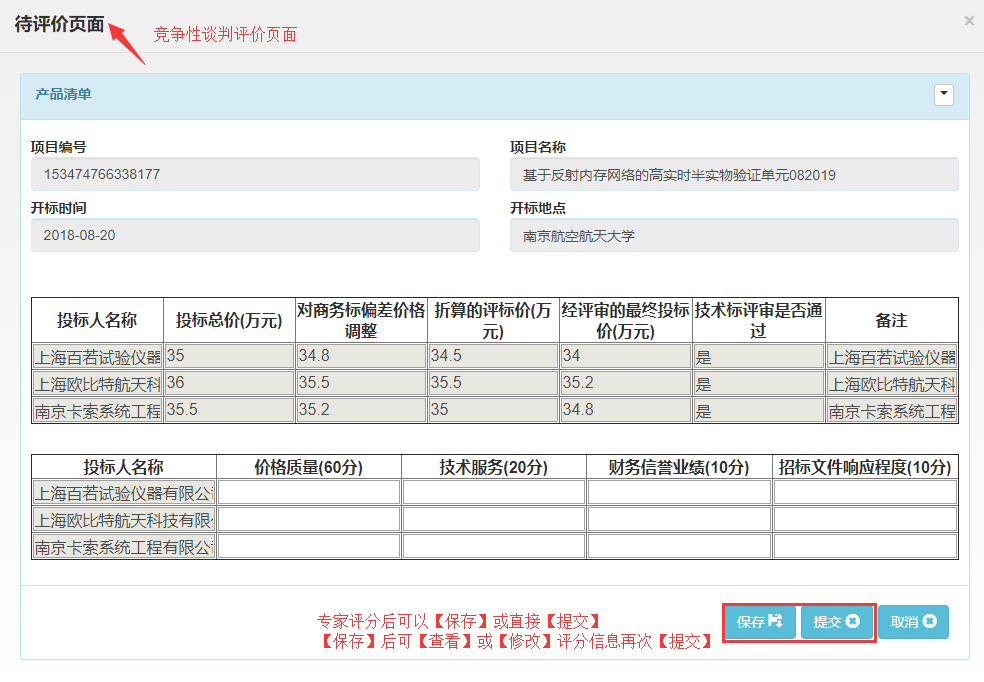 待评价页面
×
竞争性谈判评价页面
产品清单
项目编号
项目名称
153474766338177
基于反射内存网络的高实时半实物验证单元082019
开标时间
开标地点
2018-08-20
南京航空航天大学
投标人名称 投标总价(万元) 对商务标偏差价格调整 折算的评标价(万元) 经评审的最终投标价(万元) 技术标评审是否通过 备注
上海百若试验仪器 35 34.8 34.5 34 是 上海百若试验仪器
上海欧比特航天科 36 35.5 35.5 35.2 是 上海欧比特航天科
南京卡索系统工程 35.5 35.2 35 34.8 是 南京卡索系统工程
投标人名称 价格质量(60分) 技术服务(20分) 财务信誉业绩(10分) 招标文件响应程度(10分)
上海百若试验仪器有限公
上海欧比特航天科技有限
南京卡索系统工程有限公
专家评分后可以【保存】或直接【提交】
【保存】后可【查看】或【修改】评分信息再次【提交】
保存 提交 取消